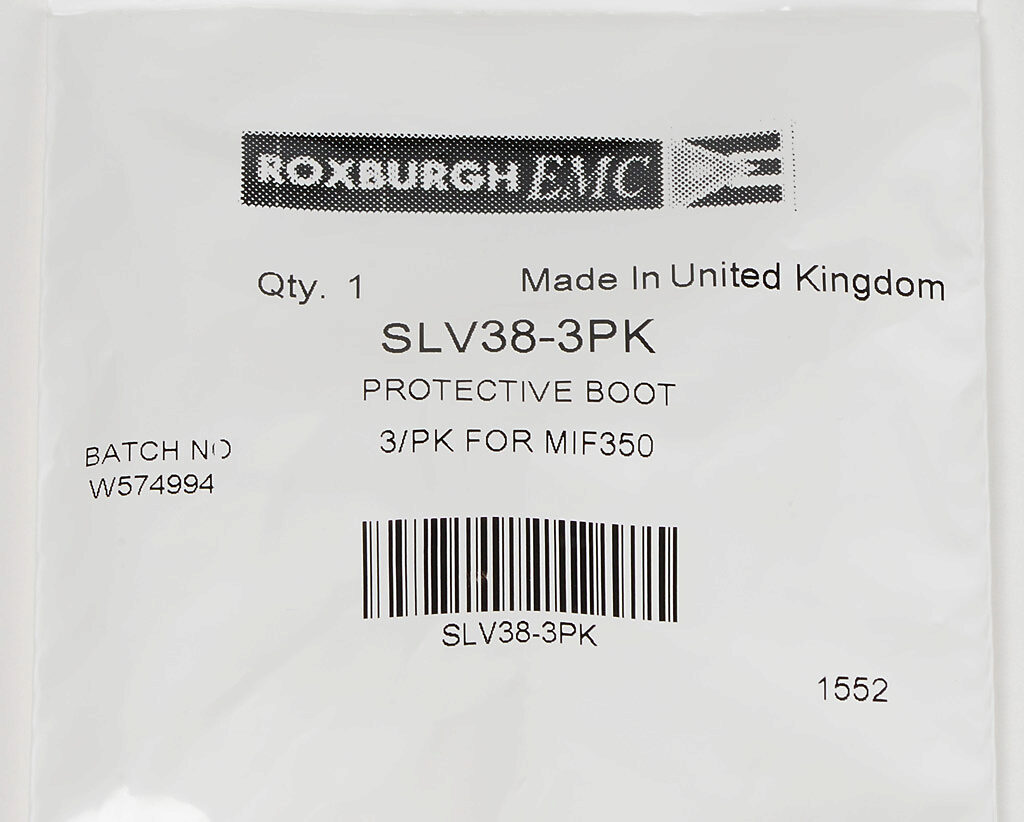 ROXBURGH EMC
Qty. 1 Made In United Kingdom
SLV38-3PK
PROTECTIVE BOOT
3/PK FOR MIF350
BATCH NO
W574994
SLV38-3PK
1552